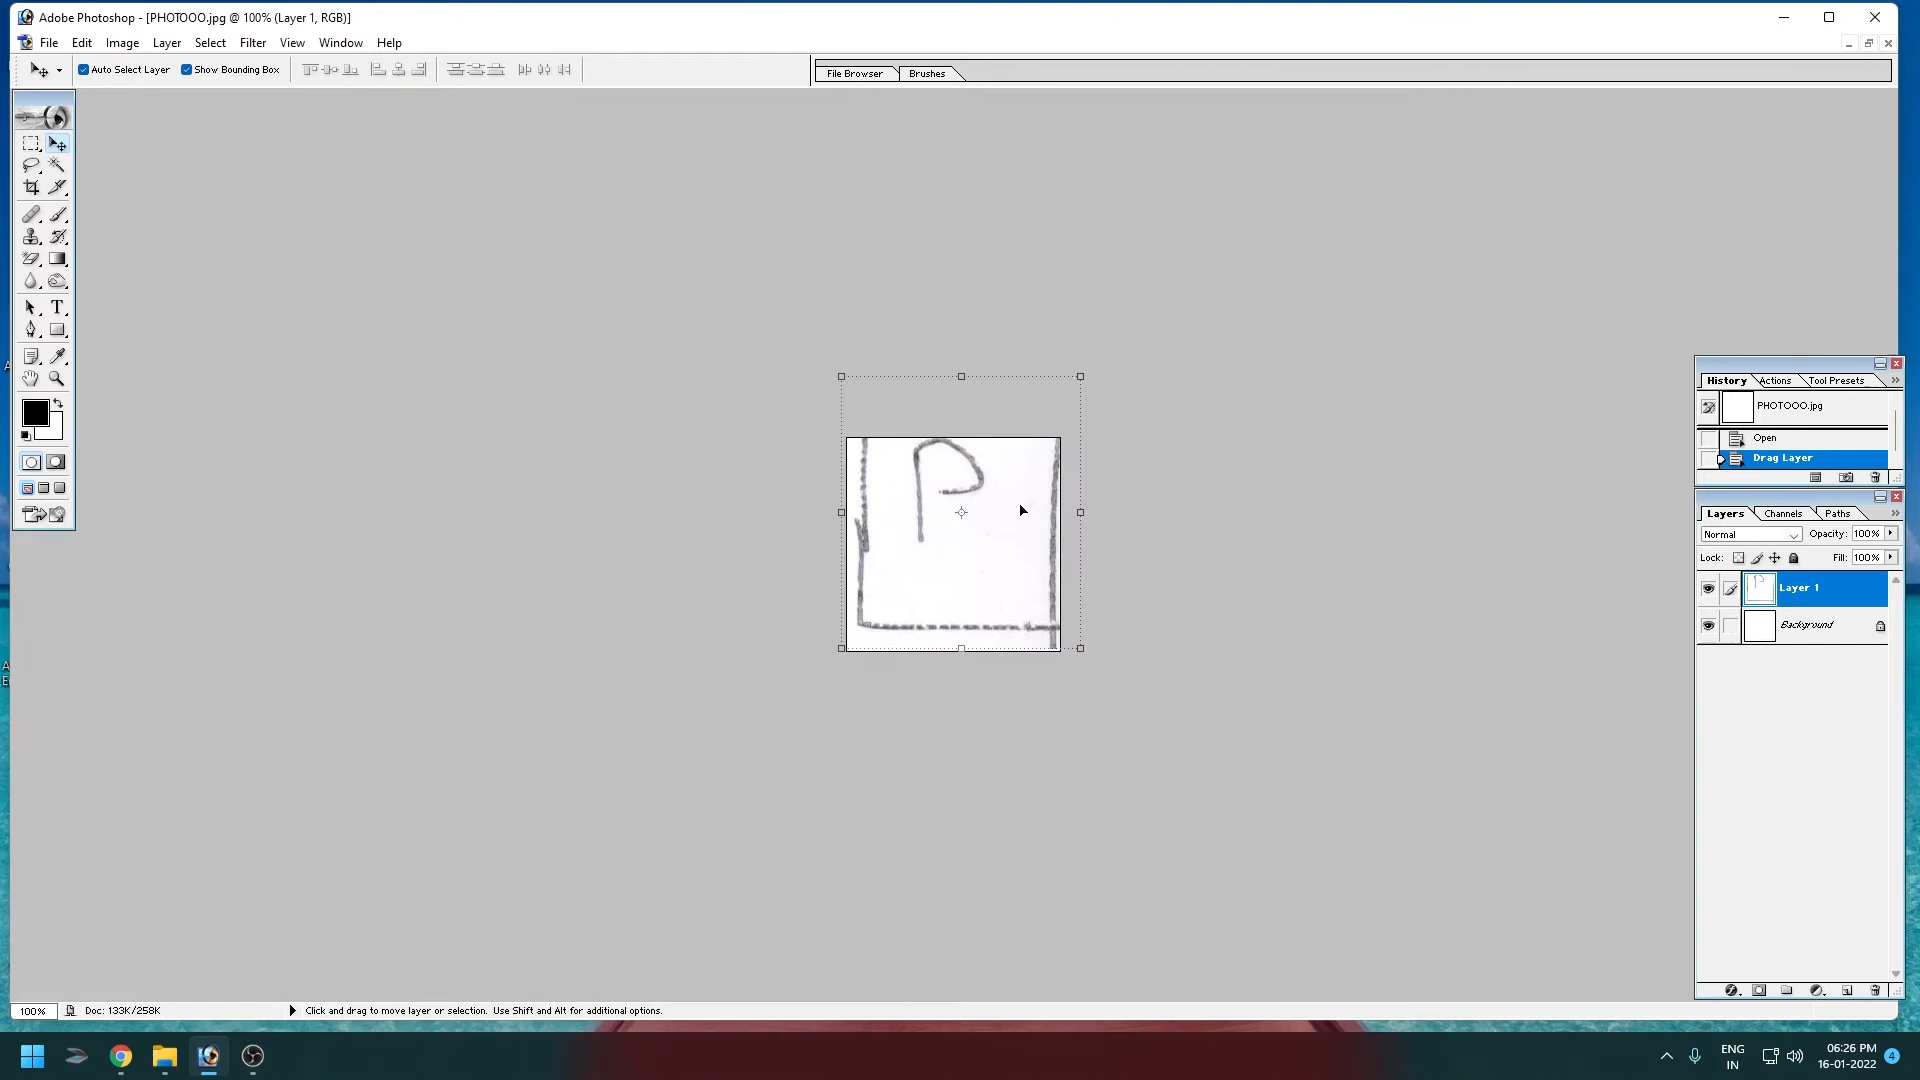 Adobe Photoshop - [PHOTOOO.jpg @ 100% (Layer 1, RGB)]
File Edit Image Layer Select Filter View Window Help
Auto Select Layer Show Bounding Box
File Browser Brushes
T
P
History Actions Tool Presets
PHOTOOO.jpg
Open
Drag Layer
Layers Channels Paths
Normal Opacity: 100%
Lock: Fill: 100%
Layer 1
Background
100% Doc: 133K/258K Click and drag to move layer or selection. Use Shift and Alt for additional options.
ENG
IN
06:26 PM
16-01-2022
4